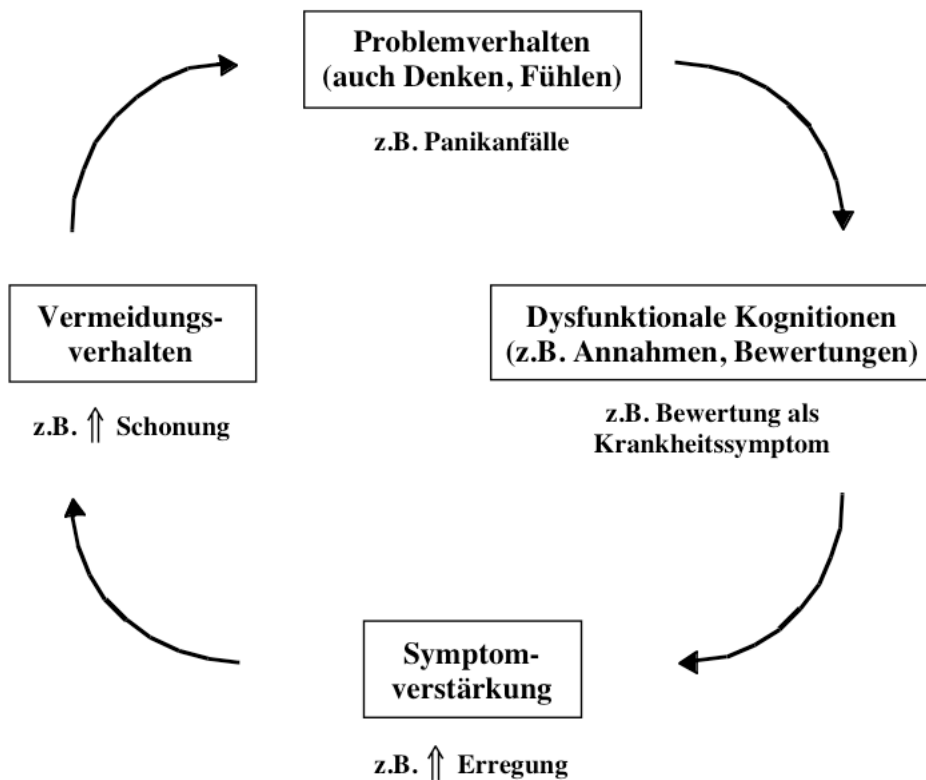 Problemverhalten
(auch Denken, Fühlen)
z.B. Panikanfälle
Dysfunktionale Kognitionen
(z.B. Annahmen, Bewertungen)
z.B. Bewertung als
Krankheitssymptom
Symptom-
verstärkung
z.B. ⇑ Erregung
Vermeidungs-
verhalten
z.B. ⇑ Schonung